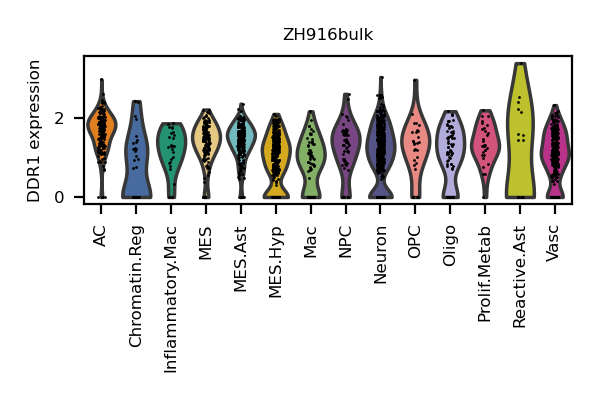 ZH916bulk
DDR1 expression
2
0
AC
Chromatin.Reg
Inflammatory.Mac
MES
MES.Ast
MES.Hyp
Mac
NPC
Neuron
OPC
Oligo
Prolif.Metab
Reactive.Ast
Vasc